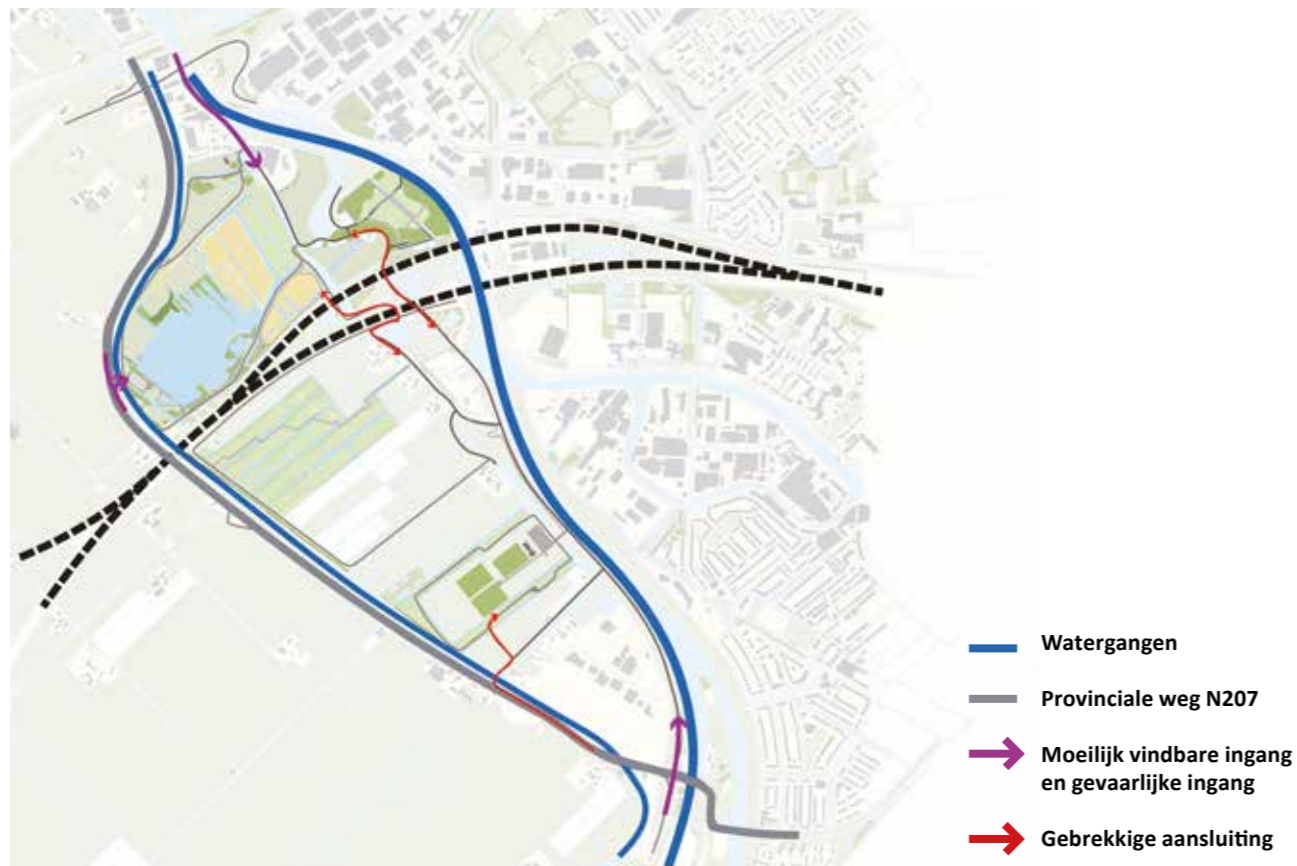 Watergangen
Provinciale weg N207
Moeilijk vindbare ingang
en gevaarlijke ingang
Gebrekkige aansluiting